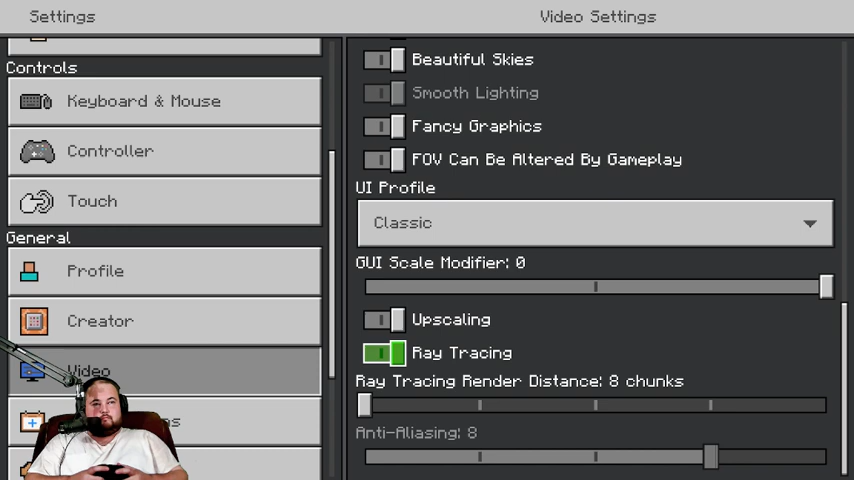 Settings
Video Settings
Controls
Keyboard & Mouse
Controller
Touch
General
Profile
Creator
Video
Beautiful Skies
Smooth Lighting
Fancy Graphics
FOV Can Be Altered By Gameplay
UI Profile
Classic
GUI Scale Modifier: 0
Upscaling
Ray Tracing
Ray Tracing Render Distance: 8 chunks
Anti-Aliasing: 8